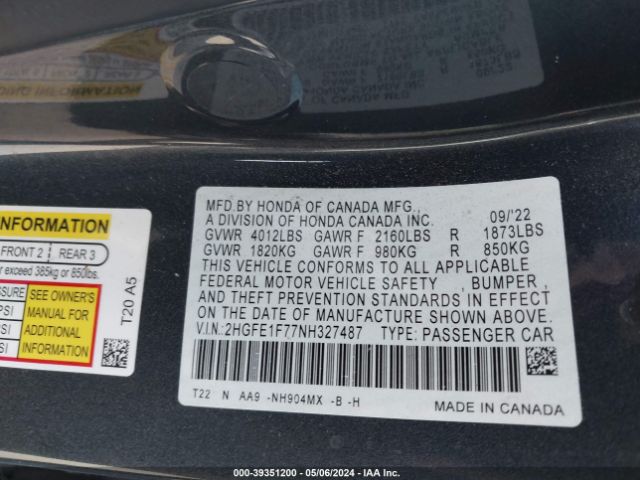 MFD.BY HONDA OF CANADA MFG.,
A DIVISION OF HONDA CANADA INC. 09/'22
GVWR 4012LBS GAWR F 2160LBS R 1873LBS
GVWR 1820KG GAWR F 980KG R 850KG
THIS VEHICLE CONFORMS TO ALL APPLICABLE
FEDERAL MOTOR VEHICLE SAFETY , BUMPER ,
AND THEFT PREVENTION STANDARDS IN EFFECT
ON THE DATE OF MANUFACTURE SHOWN ABOVE.
V.I.N.:2HGFE1F77NH327487 TYPE: PASSENGER CAR
T22 N AA9 -NH904MX -B -H
MADE IN CANADA
INFORMATION
FRONT 2 REAR 3
exceed 385kg or 850lbs.
SEE OWNER'S
MANUAL FOR
ADDITIONAL
INFORMATION
PSI
T20 A5
000-39351200 - 05/06/2024 - IAA Inc.